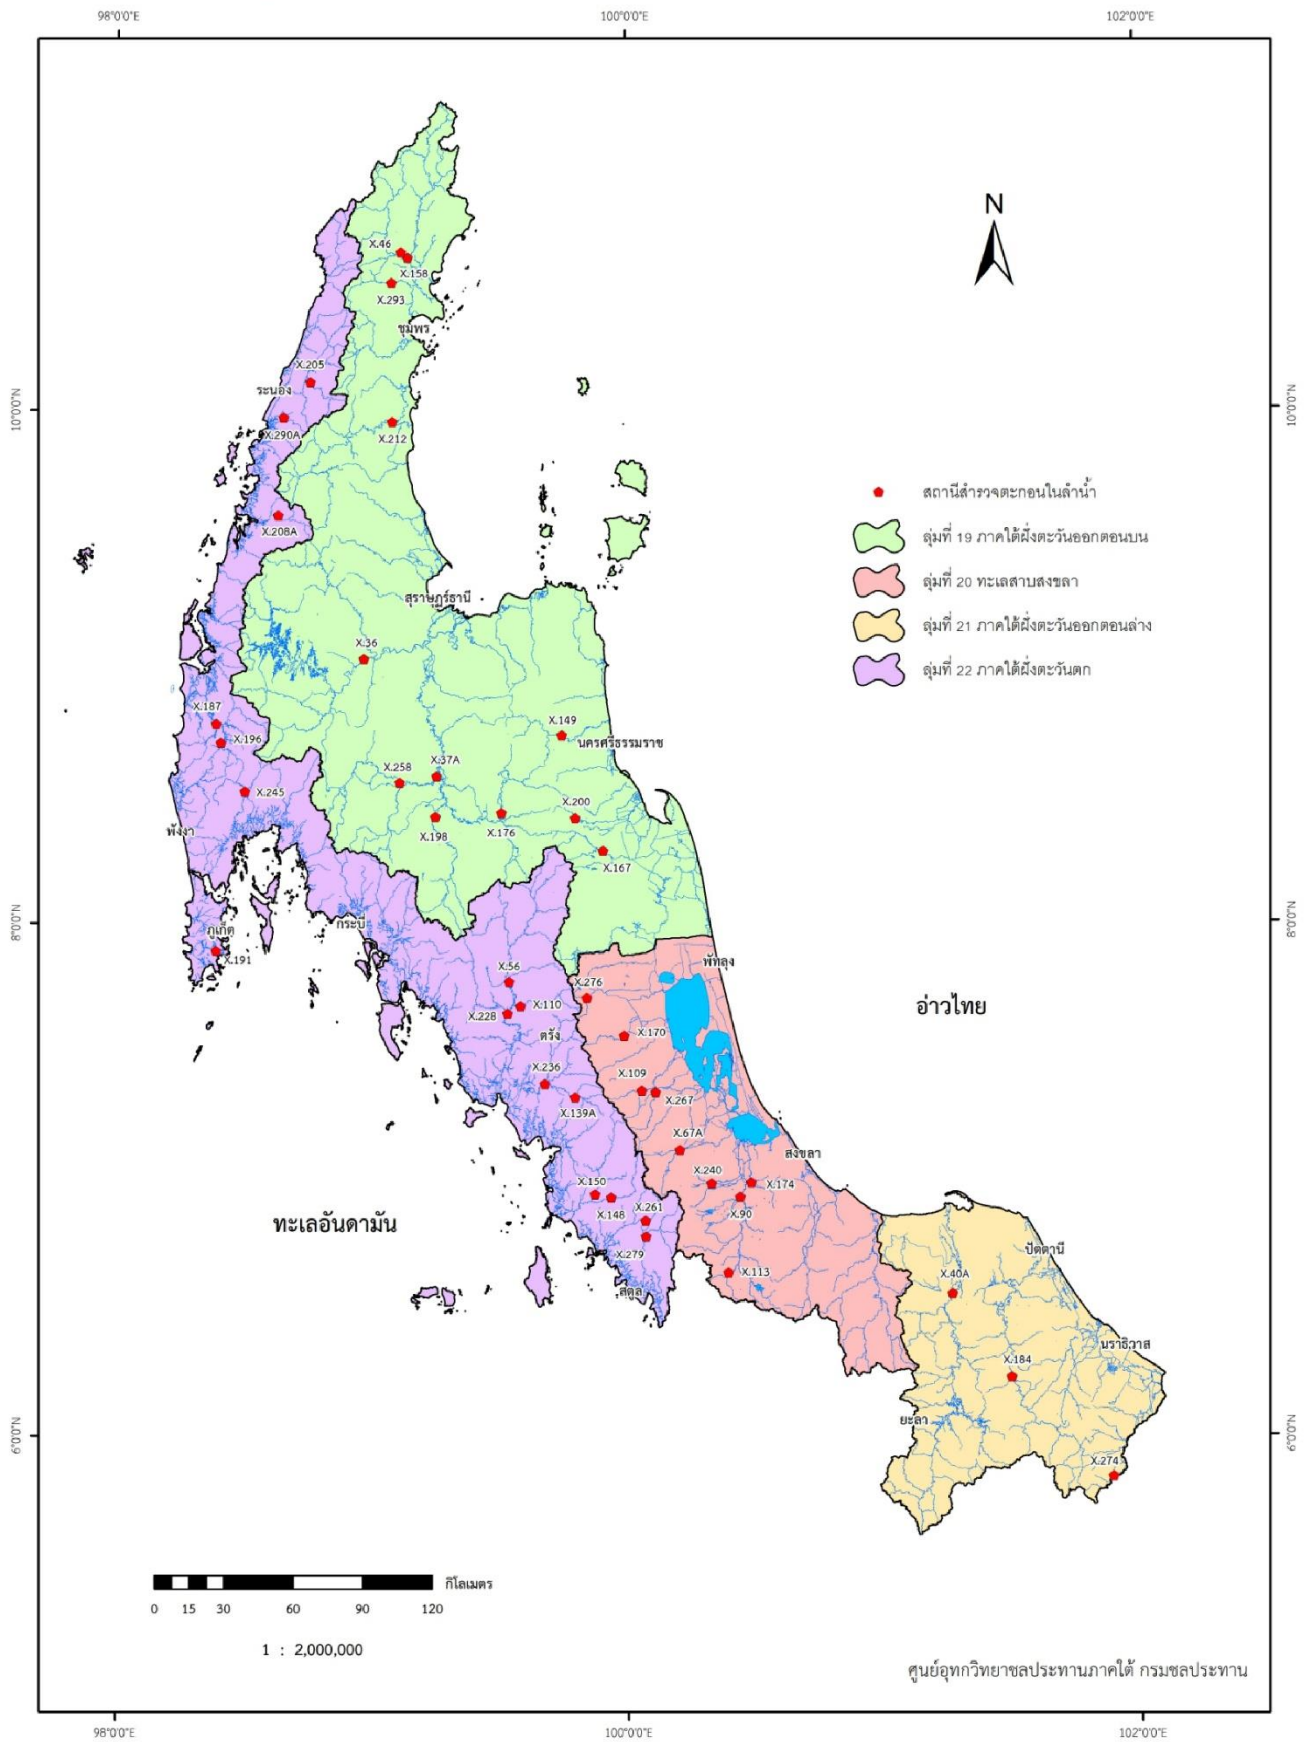 98°0'0"E
100°0'0"E
102°0'0"E
N
X.46
X.158
X.293
ชุมพร
X.205
ระนอง
10°0'0"N
10°0'0"N
X.290A
X.212
X.208A
สถานีสำรวจตะกอนในลำน้ำ
ลุ่มที่ 19 ภาคใต้ฝั่งตะวันออกตอนบน
ลุ่มที่ 20 ทะเลสาบสงขลา
ลุ่มที่ 21 ภาคใต้ฝั่งตะวันออกตอนล่าง
ลุ่มที่ 22 ภาคใต้ฝั่งตะวันตก
สุราษฎร์ธานี
X.36
X.187
X.196
X.149
นครศรีธรรมราช
X.258
X.37A
X.245
X.200
X.198
X.176
พังงา
X.167
8°0'0"N
8°0'0"N
กระบี่
ภูเก็ต
X.191
พัทลุง
X.56
X.276
X.110
X.228
อ่าวไทย
ตรัง
X.170
X.236
X.109
X.267
X.139A
X.67A
สงขลา
X.240
X.174
X.150
X.148
X.261
X.90
ทะเลอันดามัน
X.279
X.113
สตูล
ปัตตานี
X.40A
นราธิวาส
X.184
ยะลา
6°0'0"N
6°0'0"N
X.274
กิโลเมตร
0 15 30 60 90 120
1 : 2,000,000
ศูนย์อุทกวิทยาชลประทานภาคใต้ กรมชลประทาน
98°0'0"E
100°0'0"E
102°0'0"E